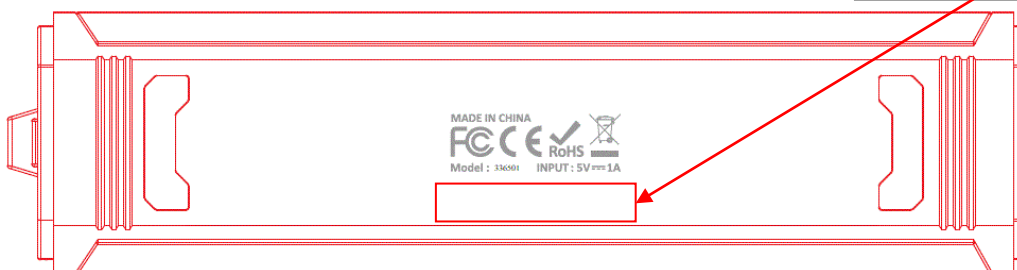 MADE IN CHINA
FC CE RoHS
Model : 336501 INPUT : 5V⎓1A